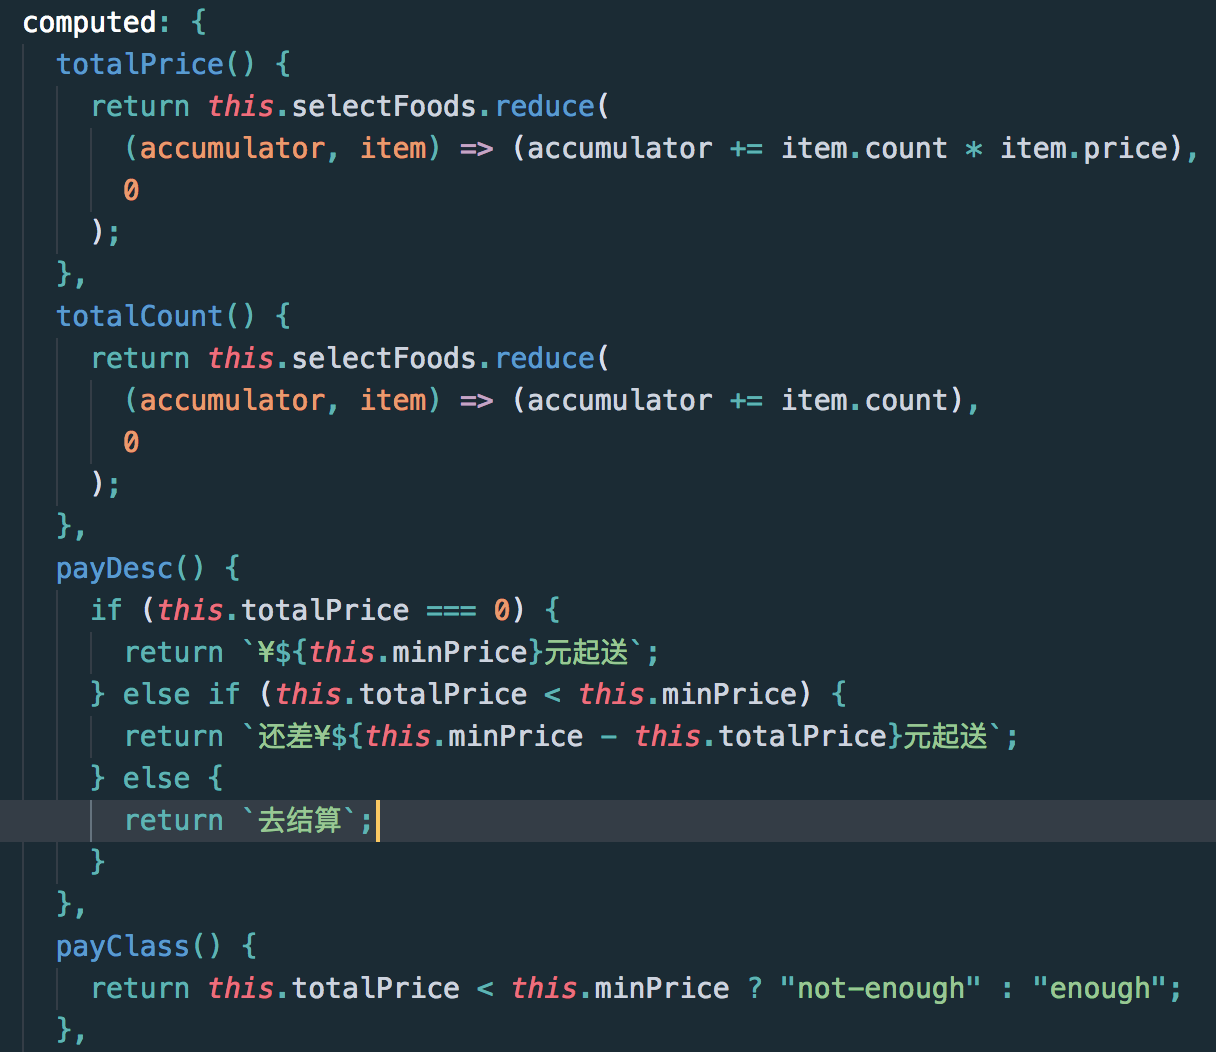 computed: {
totalPrice() {
return this.selectFoods.reduce(
(accumulator, item) => (accumulator += item.count * item.price),
0
);
},
totalCount() {
return this.selectFoods.reduce(
(accumulator, item) => (accumulator += item.count),
0
);
},
payDesc() {
if (this.totalPrice === 0) {
return `¥${this.minPrice}元起送`;
} else if (this.totalPrice < this.minPrice) {
return `还差¥${this.minPrice - this.totalPrice}元起送`;
} else {
return `去结算`;
}
},
payClass() {
return this.totalPrice < this.minPrice ? "not-enough" : "enough";
},